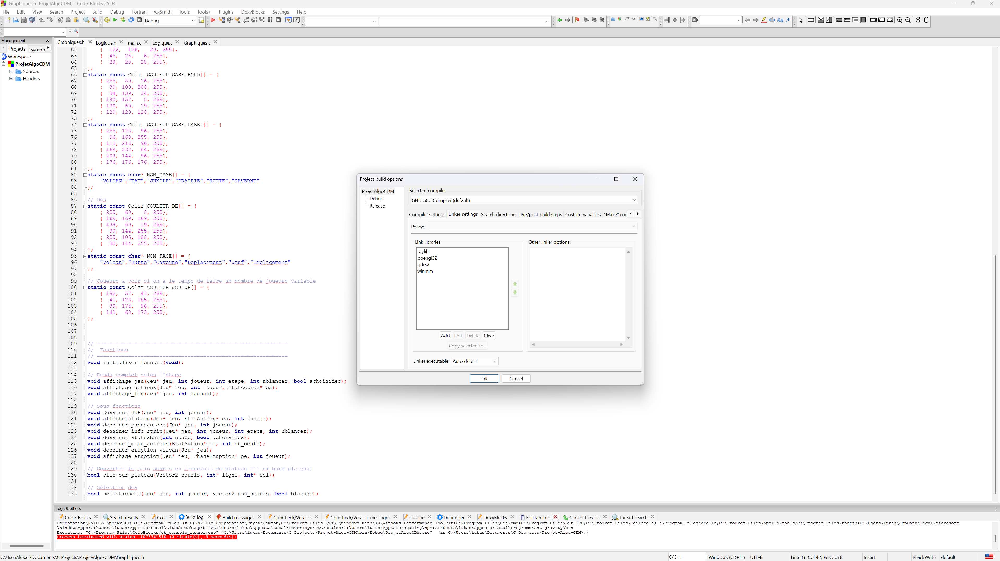 Graphiques.h [ProjetAlgoCDM] - Code::Blocks 25.03
File Edit View Search Project Build Debug Fortran wxSmith Tools Tools+ Plugins DoxyBlocks Settings Help
Debug
Management
Projects Symbo
Workspace
ProjetAlgoCDM
Sources
Headers
Graphiques.h Logique.h main.c Logique.c Graphiques.c
62 { 122, 126, 20, 255},
63 { 45, 26, 6, 255},
64 { 28, 28, 28, 255},
65 };
66 static const Color COULEUR_CASE_BORD[] = {
67 { 255, 80, 16, 255},
68 { 30, 100, 200, 255},
69 { 34, 139, 34, 255},
70 { 180, 157, 0, 255},
71 { 139, 69, 19, 255},
72 { 120, 120, 120, 255},
73 };
74 static const Color COULEUR_CASE_LABEL[] = {
75 { 255, 128, 96, 255},
76 { 96, 168, 255, 255},
77 { 112, 216, 96, 255},
78 { 168, 232, 64, 255},
79 { 208, 144, 96, 255},
80 { 176, 176, 176, 255},
81 };
82 static const char* NOM_CASE[] = {
83 "VOLCAN","EAU","JUNGLE","PRAIRIE","HUTTE","CAVERNE"
84 };
85
86 // Dés
87 static const Color COULEUR_DE[] = {
88 { 255, 69, 0, 255},
89 { 169, 169, 169, 255},
90 { 139, 69, 19, 255},
91 { 30, 144, 255, 255},
92 { 255, 105, 180, 255},
93 { 30, 144, 255, 255},
94 };
95 static const char* NOM_FACE[] = {
96 "Volcan","Hutte","Caverne","Deplacement","Oeuf","Deplacement"
97 };
98
99 // Joueurs a voir si on a le temps de faire un nombre de joueurs variable
100 static const Color COULEUR_JOUEUR[] = {
101 { 192, 57, 43, 255},
102 { 41, 128, 185, 255},
103 { 39, 174, 96, 255},
104 { 142, 68, 173, 255},
105 };
106
107
108
109 // =============================================================
110 // Fonctions
111 // =============================================================
112 void initialiser_fenetre(void);
113
114 // Rendu complet selon l'étape
115 void affichage_jeu(Jeu* jeu, int joueur, int etape, int nblancer, bool achoisides);
116 void affichage_actions(Jeu* jeu, int joueur, EtatAction* ea);
117 void affichage_fin(Jeu* jeu, int gagnant);
118
119 // Sous-fonctions
120 void Dessiner_HDP(Jeu* jeu, int joueur);
121 void afficherplateau(Jeu* jeu, EtatAction* ea, int joueur);
122 void dessiner_panneau_des(Jeu* jeu, int joueur);
123 void dessiner_info_strip(Jeu* jeu, int joueur, int etape, int nblancer);
124 void dessiner_statusbar(int etape, bool achoisides);
125 void dessiner_menu_actions(EtatAction* ea, int nb_oeufs);
126 void dessiner_eruption_volcan(Jeu* jeu);
127 void affichage_eruption(Jeu* jeu, PhaseEruption* pe, int joueur);
128
129 // Convertit le clic souris en ligne/col du plateau (-1 si hors plateau)
130 bool clic_sur_plateau(Vector2 souris, int* ligne, int* col);
131
132 // Sélection dés
133 bool selectiondes(Jeu* jeu, int joueur, Vector2 pos_souris, bool blocage);
Project build options
ProjetAlgoCDM
Debug
Release
Selected compiler
GNU GCC Compiler (default)
Compiler settings Linker settings Search directories Pre/post build steps Custom variables "Make" cor
Policy:
Link libraries:
raylib
opengl32
gdi32
winmm
Other linker options:
Add Edit Delete Clear
Copy selected to...
Linker executable: Auto detect
OK Cancel
Logs & others
Code::Blocks Search results Cccc Build log Build messages CppCheck/Vera++ CppCheck/Vera++ messages Cscope Debugger DoxyBlocks Fortran info Closed files list Thread search
Corporation\NVIDIA App\NvDLISR;C:\Program Files (x86)\NVIDIA Corporation\PhysX\Common;C:\Program Files (x86)\Windows Kits\10\Windows Performance Toolkit;C:\Program Files\Git\cmd;C:\Program Files\Git LFS;C:\Program Files\Tailscale;C:\Program Files\Apollo;C:\Program Files\Apollo\tools;C:\Program Files\nodejs;C:\Users\lukas\AppData\Local\Microsoft
\WindowsApps;C:\Users\lukas\AppData\Local\GitHubDesktop\bin;C:\Users\lukas\AppData\Local\PowerToys\DSCModules;C:\Users\lukas\AppData\Roaming\npm;C:\Users\lukas\AppData\Local\Programs\Antigravity\bin
Executing: "C:\Program Files\CodeBlocks/cb_console_runner.exe" "C:\Users\lukas\Documents\C Projects\Projet-Algo-CDM\bin\Debug\ProjetAlgoCDM.exe" (in C:\Users\lukas\Documents\C Projects\Projet-Algo-CDM\.)
Process terminated with status -1073741510 (0 minute(s), 3 second(s))
C:\Users\lukas\Documents\C Projects\Projet-Algo-CDM\Graphiques.h C/C++ Windows (CR+LF) UTF-8 Line 83, Col 42, Pos 3078 Insert Read/Write default